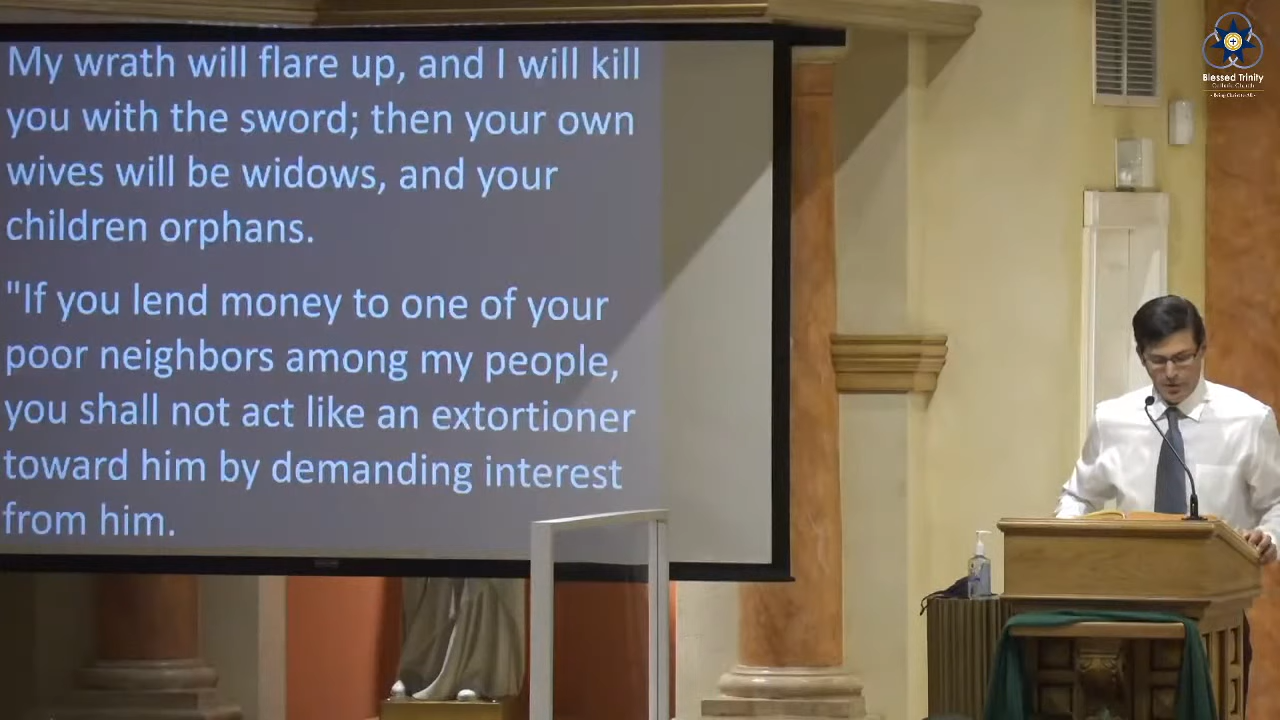 My wrath will flare up, and I will kill
you with the sword; then your own
wives will be widows, and your
children orphans.
"If you lend money to one of your
poor neighbors among my people,
you shall not act like an extortioner
toward him by demanding interest
from him.
Blessed Trinity
Catholic Church